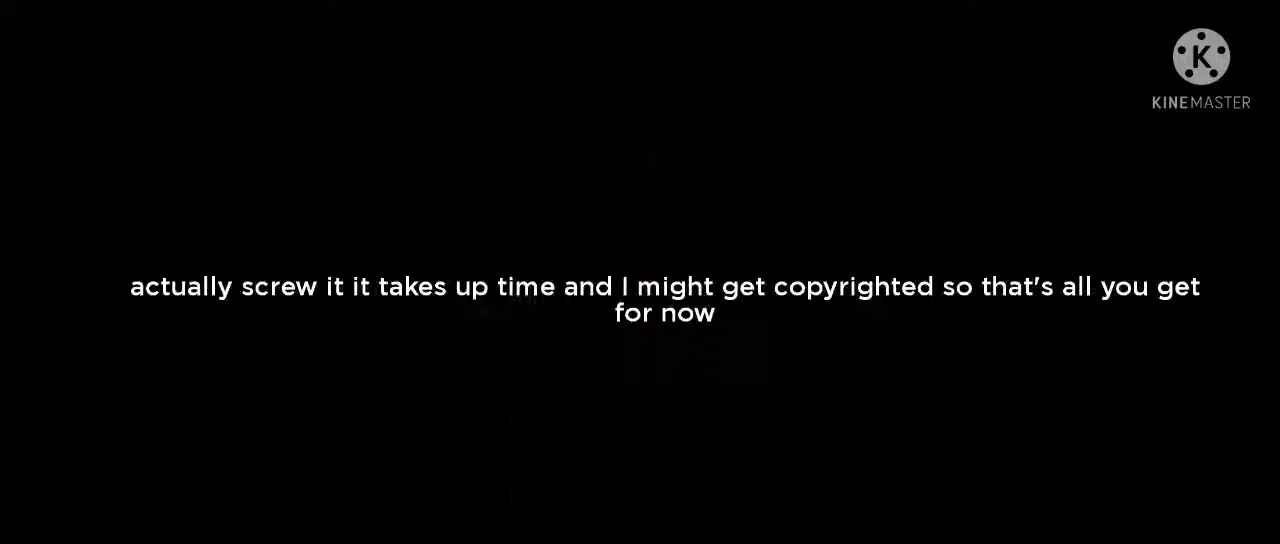 K
KINEMASTER
actually screw it it takes up time and I might get copyrighted so that's all you get
for now